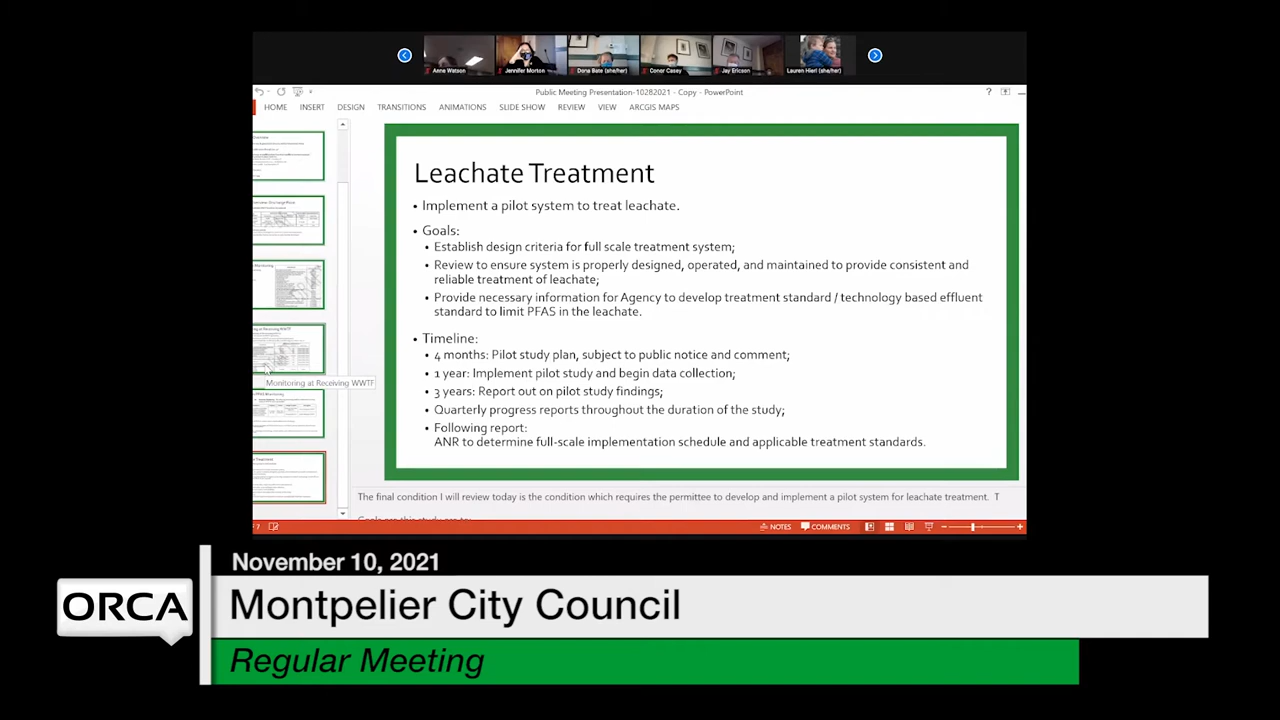 Anne Watson
Jennifer Morton
Dona Bate (she/her)
Conor Casey
Jay Ericson
Lauren Hierl (she/her)
Public Meeting Presentation-10282021 - Copy - PowerPoint
HOME INSERT DESIGN TRANSITIONS ANIMATIONS SLIDE SHOW REVIEW VIEW ARCGIS MAPS
Leachate Treatment
• Implement a pilot system to treat leachate.
• Goals:
• Establish design criteria for full scale treatment system;
• Review to ensure system is properly designed, operated, and maintained to provide consistent and
reliable treatment of leachate;
• Provide necessary information for Agency to develop treatment standard / technology based effluent
standard to limit PFAS in the leachate.
• Timeline:
months: Pilot study plan, subject to public notice and comment;
1 year: Implement pilot study and begin data collection;
years: Report out on pilot study findings;
Quarterly progress reports throughout the duration of the study;
• Following report:
ANR to determine full-scale implementation schedule and applicable treatment standards.
Monitoring at Receiving WWTF
The final condition I will review today is the condition which requires the permittee to develop and implement a pilot system for leachate treatment. T
NOTES COMMENTS
November 10, 2021
ORCA
Montpelier City Council
Regular Meeting